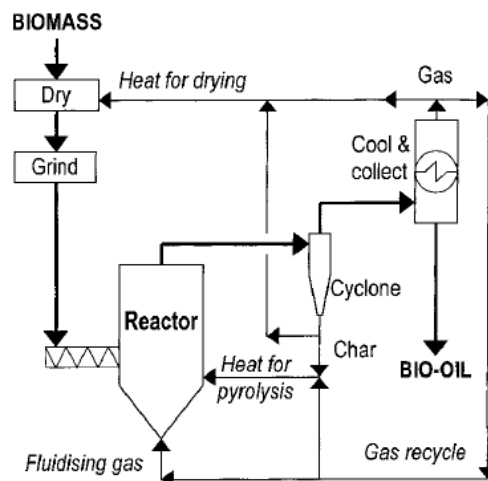 BIOMASS
Heat for drying
Gas
Dry
Cool &
collect
Grind
Reactor
Cyclone
Char
Heat for
pyrolysis
BIO-OIL
Fluidising gas
Gas recycle